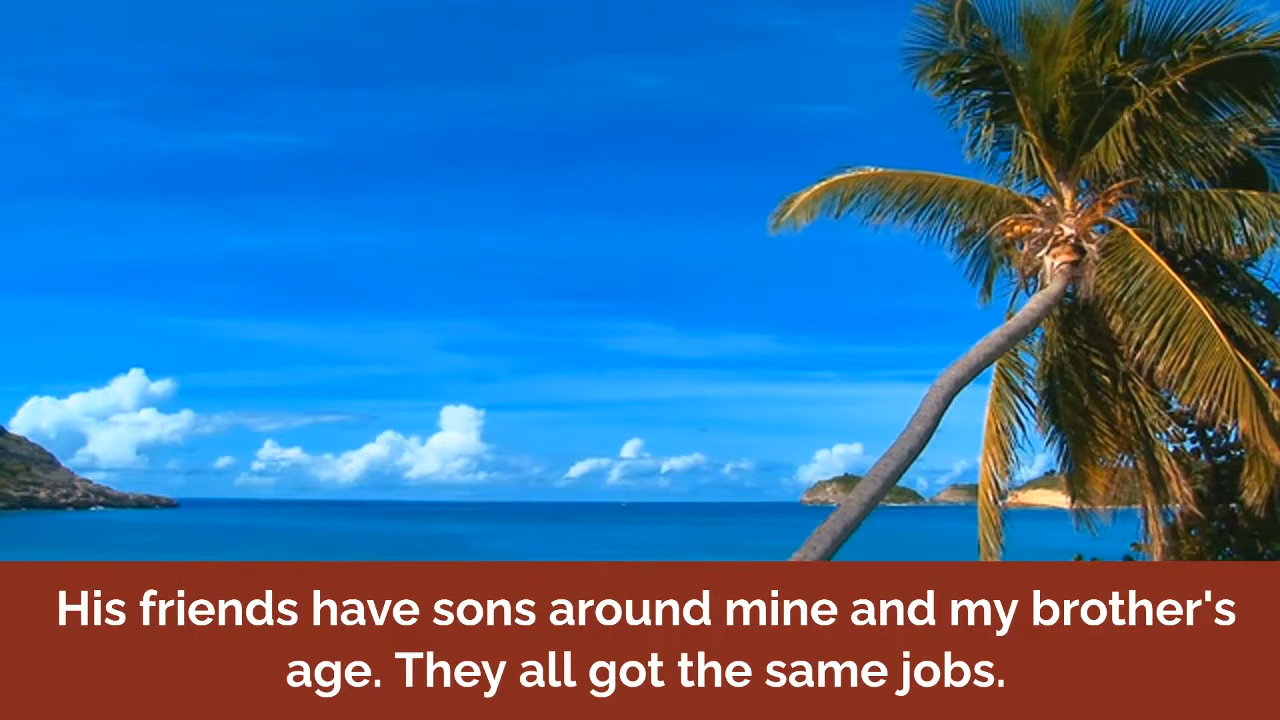 His friends have sons around mine and my brother's
age. They all got the same jobs.